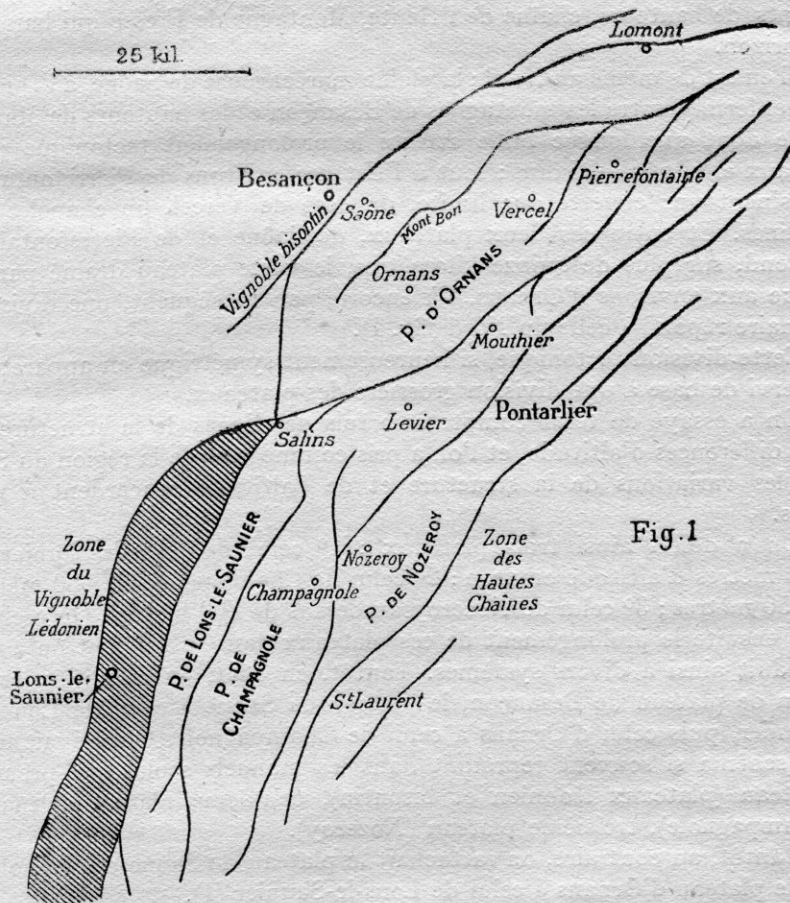 Lomont
25 kil.
Besançon
Pierrefontaine
Saône
Vercel
Mont Bon
Vignoble bisontin
Ornans
P. D'ORNANS
Mouthier
Pontarlier
Levier
Salins
Fig.1
Zone
du
Vignoble
Lédonien
P. DE LONS-LE-SAUNIER
Nozeroy
Zone
des
Hautes
Chaînes
Champagnole
P. DE NOZEROY
P. DE
CHAMPAGNOLE
Lons-le-
Saunier
St Laurent